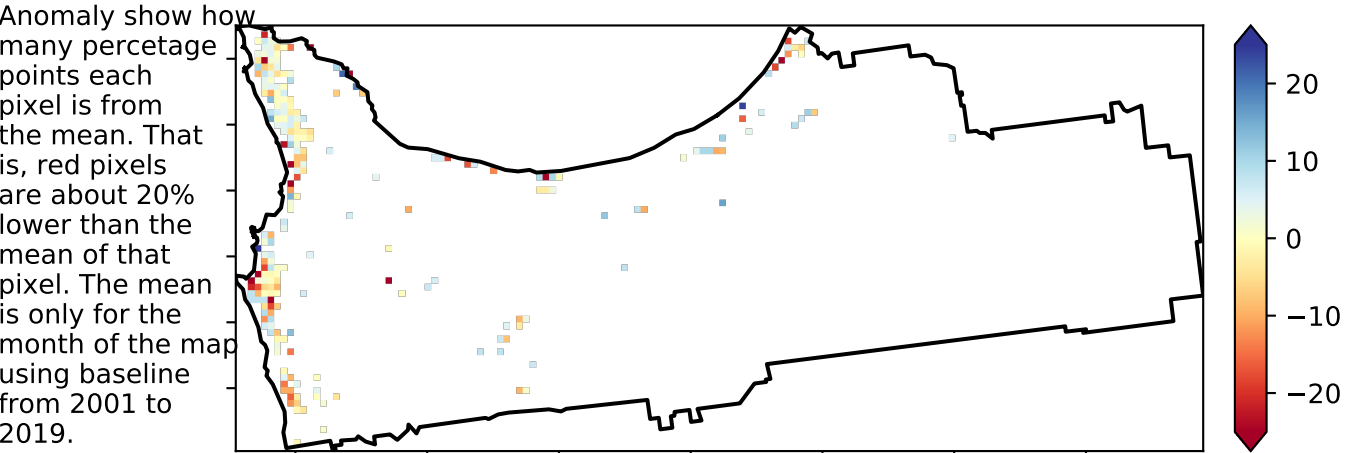 Anomaly show how
many percetage
points each
pixel is from
the mean. That
is, red pixels
are about 20%
lower than the
mean of that
pixel. The mean
is only for the
month of the map
using baseline
from 2001 to
2019.
20
10
0
−10
−20